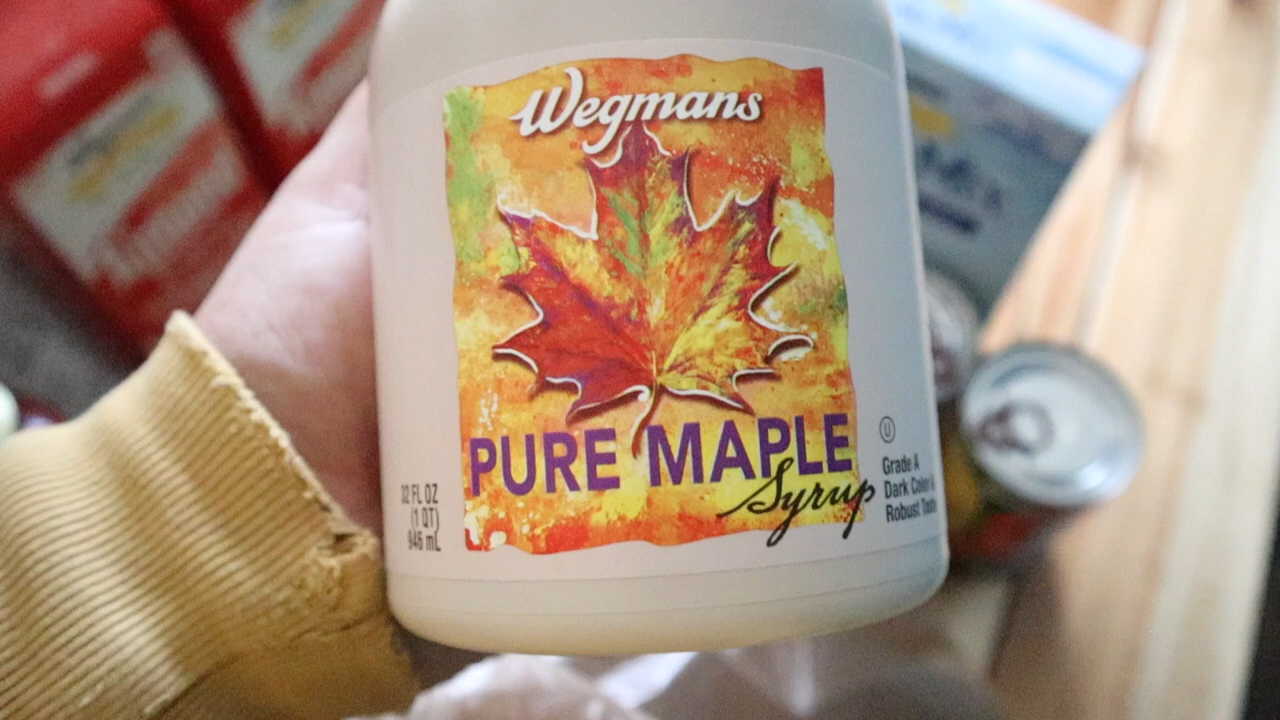 Wegmans
PURE MAPLE
Syrup
32 FL OZ
(1 QT)
946 mL
U
Grade A
Dark Color &
Robust Taste